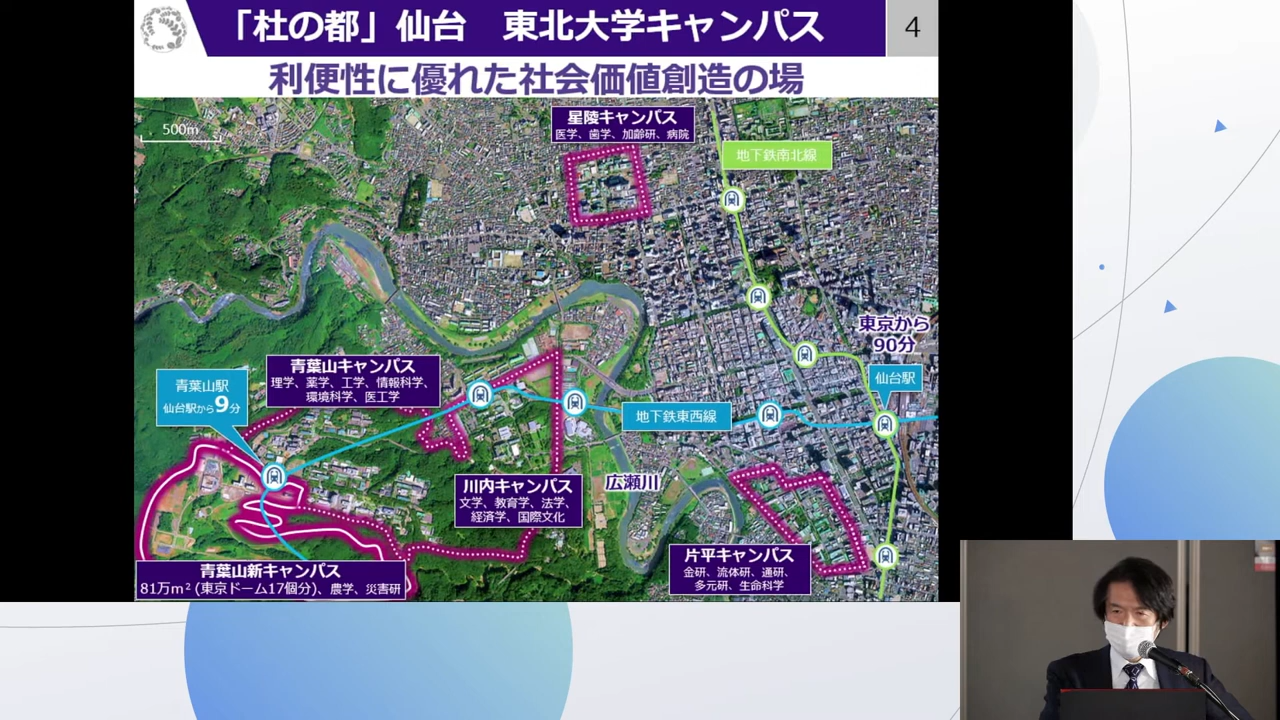 「杜の都」仙台　東北大学キャンパス
4
利便性に優れた社会価値創造の場
500m
星陵キャンパス
医学、歯学、加齢研、病院
地下鉄南北線
東京から
90分
仙台駅
青葉山キャンパス
理学、薬学、工学、情報科学、
環境科学、医工学
青葉山駅
仙台駅から9分
地下鉄東西線
川内キャンパス
文学、教育学、法学、
経済学、国際文化
広瀬川
片平キャンパス
金研、流体研、通研、
多元研、生命科学
青葉山新キャンパス
81万m² (東京ドーム17個分)、農学、災害研